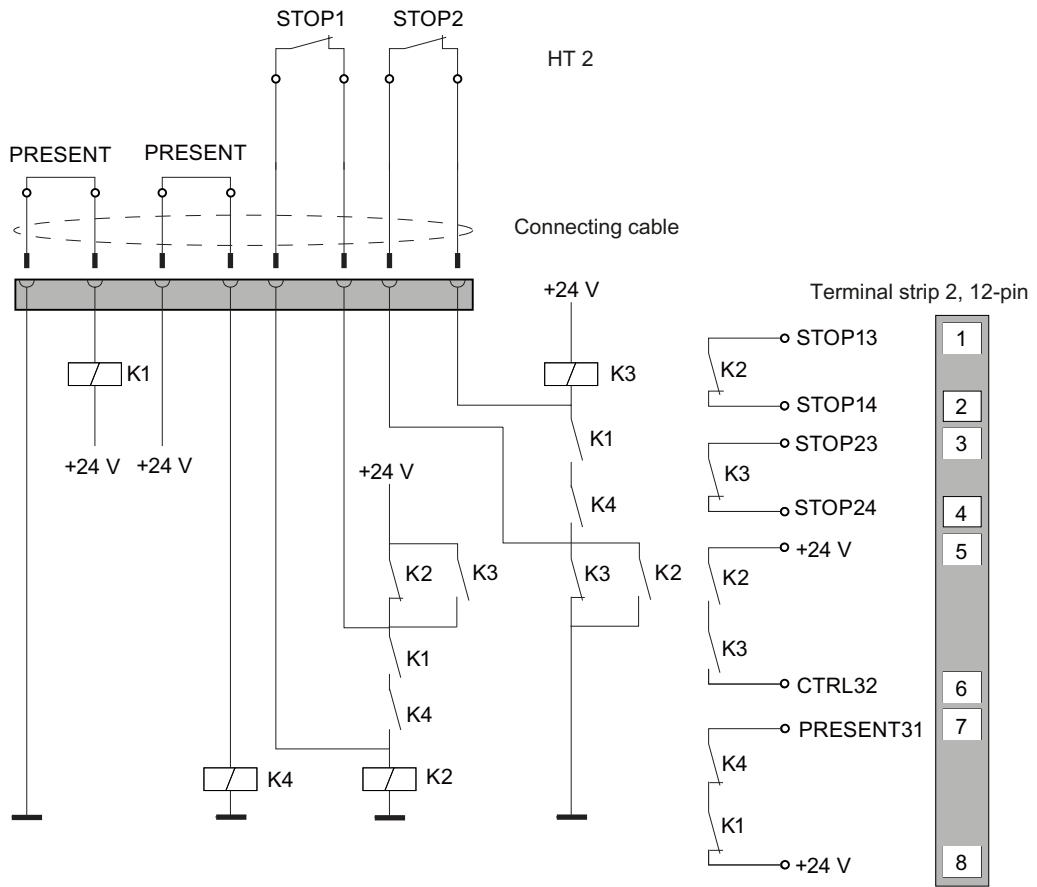 STOP1 STOP2
HT 2
PRESENT PRESENT
Connecting cable
+24 V
Terminal strip 2, 12-pin
STOP13 1
K1
K3
K2
STOP14 2
K1
STOP23 3
+24 V +24 V
+24 V
K3
K4
STOP24 4
+24 V 5
K2 K3
K3 K2
K2
K1
K3
CTRL32 6
K4
PRESENT31 7
K4 K2
K4
K1
+24 V 8